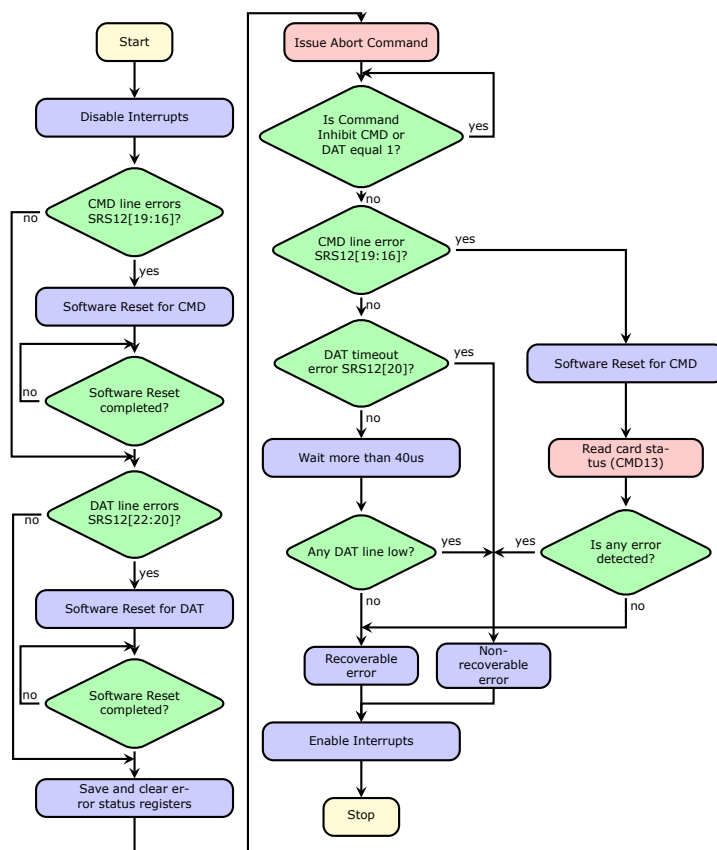 Start
Disable Interrupts
CMD line errors
SRS12[19:16]?
no
yes
Software Reset for CMD
no
Software Reset
completed?
DAT line errors
SRS12[22:20]?
no
yes
Software Reset for DAT
no
Software Reset
completed?
Save and clear er-
ror status registers
Issue Abort Command
Is Command
Inhibit CMD or
DAT equal 1?
yes
no
CMD line error
SRS12[19:16]?
yes
no
DAT timeout
error SRS12[20]?
yes
no
Software Reset for CMD
Wait more than 40us
Read card sta-
tus (CMD13)
Any DAT line low?
yes
yes
Is any error
detected?
no
no
Recoverable
error
Non-
recoverable
error
Enable Interrupts
Stop